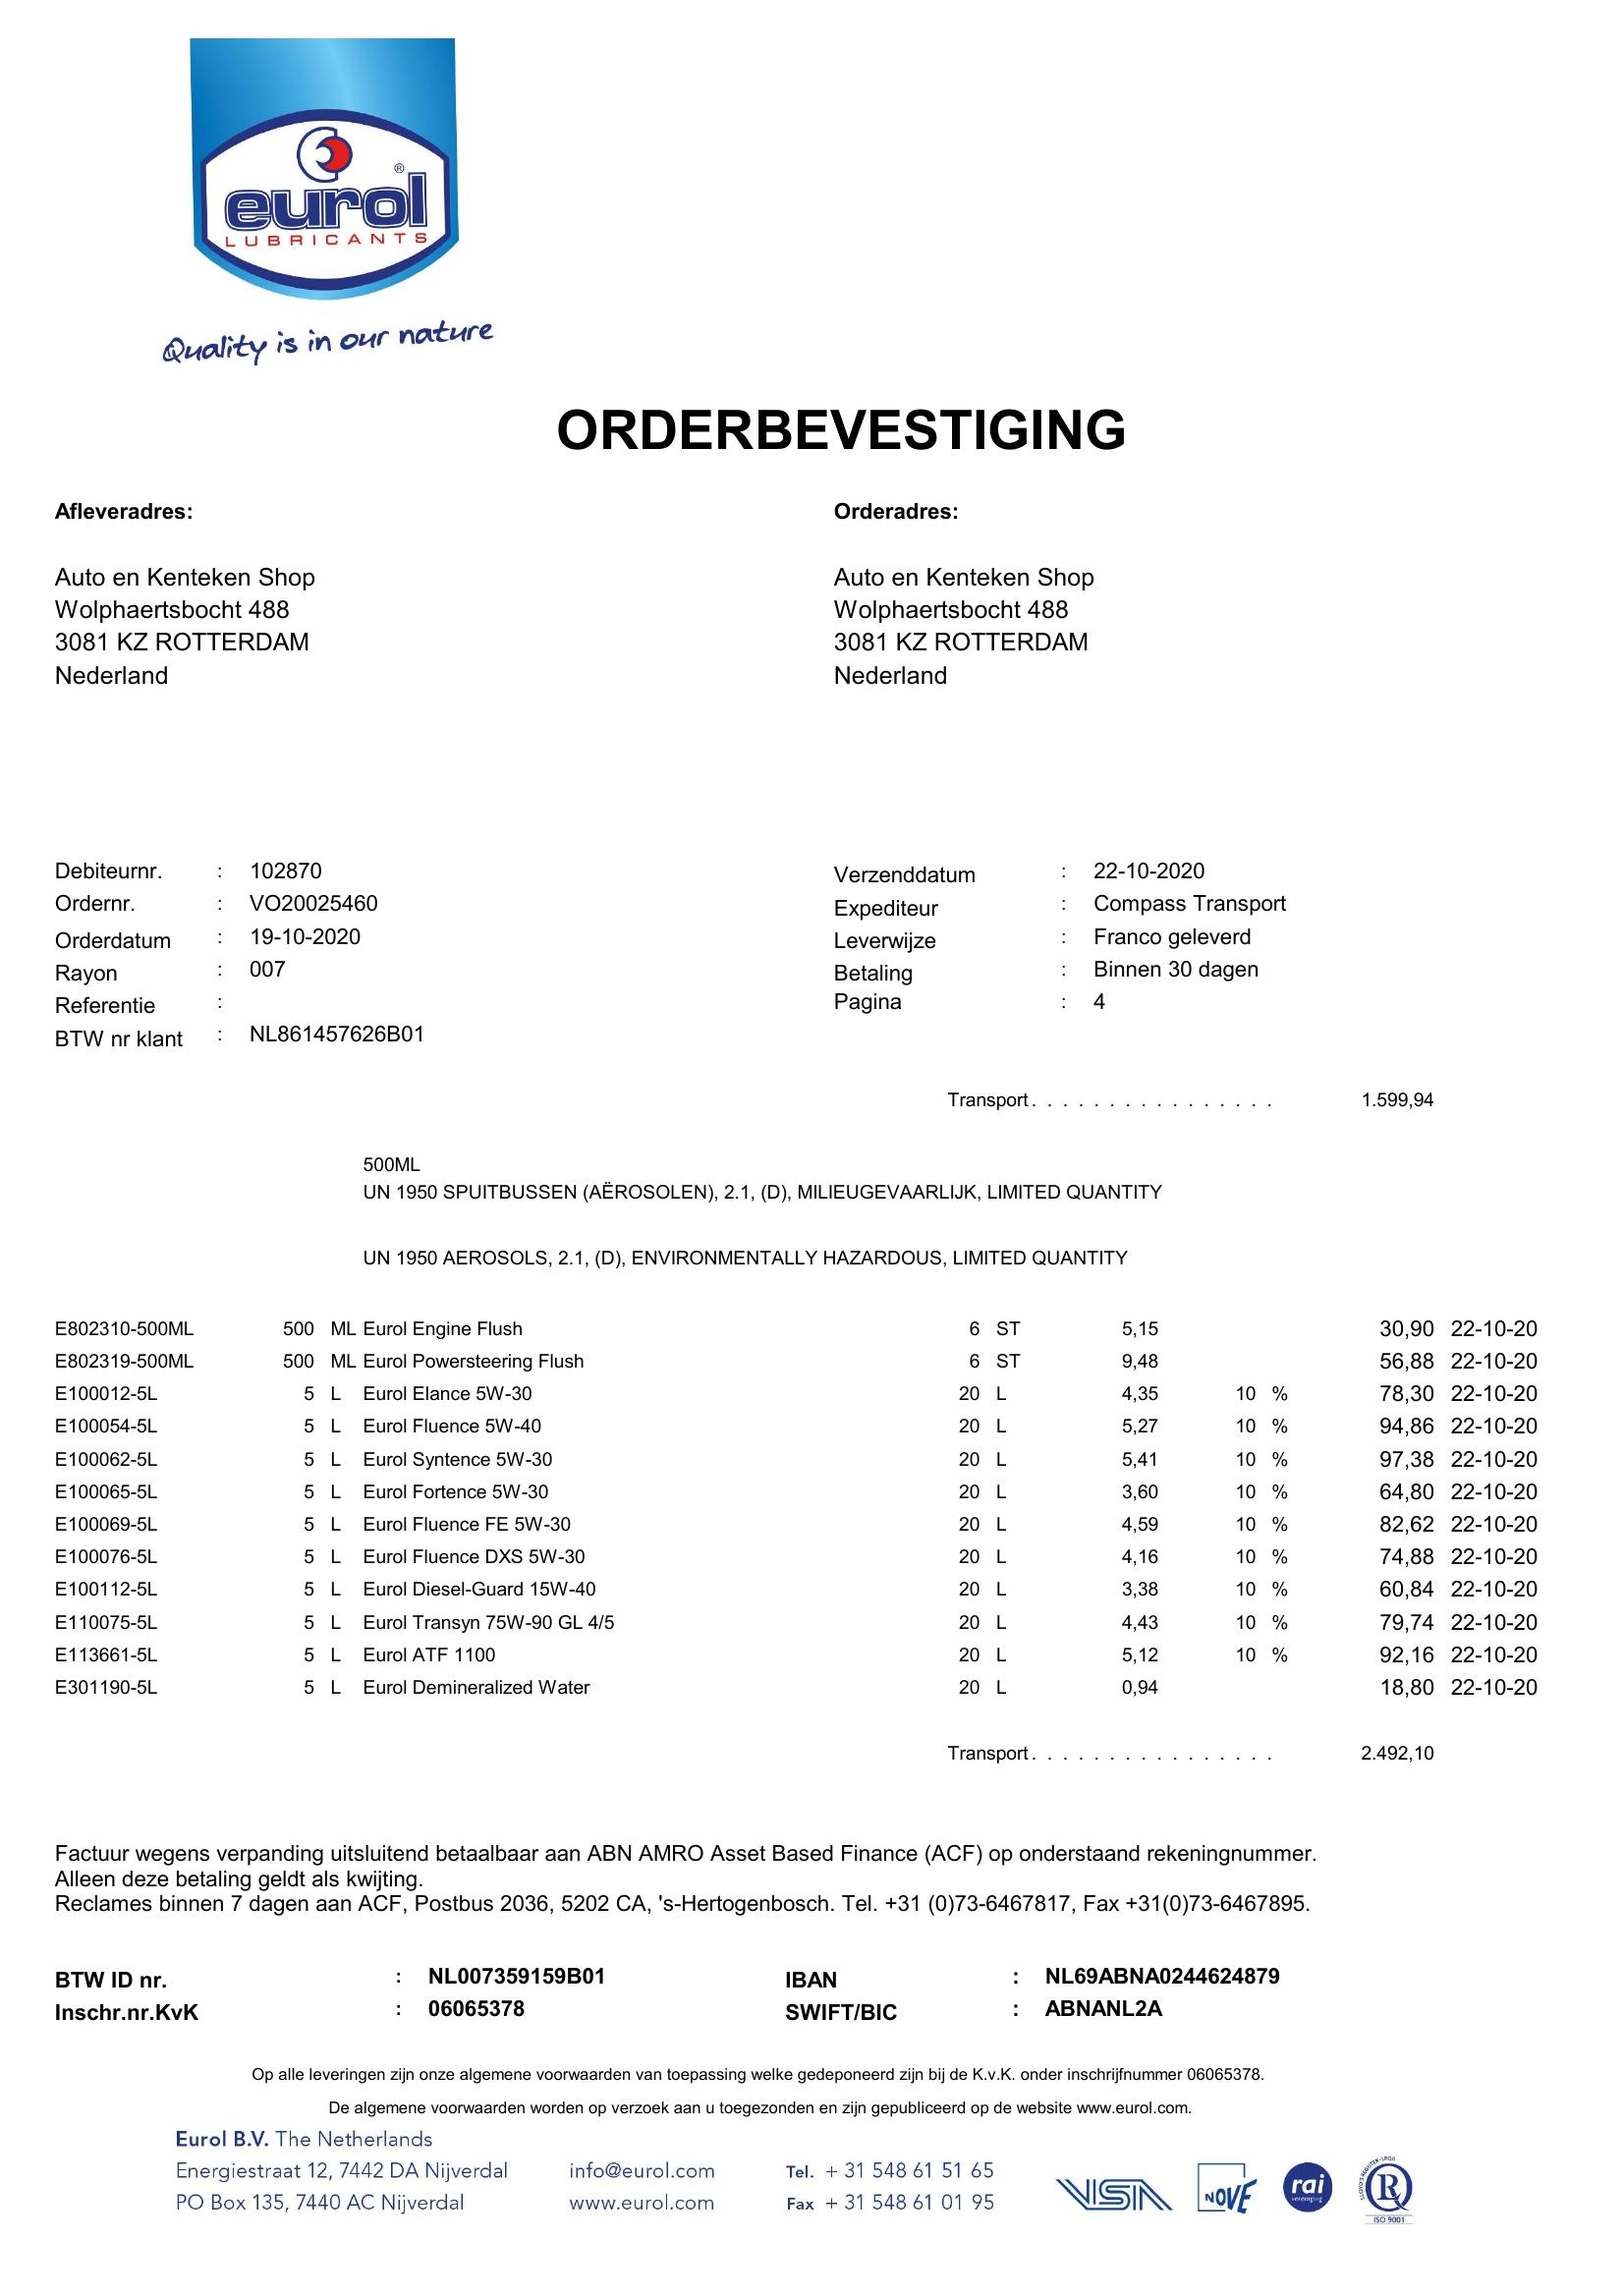 eurol®
LUBRICANTS
Quality is in our nature
ORDERBEVESTIGING
Afleveradres: Orderadres:
Auto en Kenteken Shop Auto en Kenteken Shop
Wolphaertsbocht 488 Wolphaertsbocht 488
3081 KZ ROTTERDAM 3081 KZ ROTTERDAM
Nederland Nederland
Debiteurnr. : 102870 Verzenddatum : 22-10-2020
Ordernr. : VO20025460 Expediteur : Compass Transport
Orderdatum : 19-10-2020 Leverwijze : Franco geleverd
Rayon : 007 Betaling : Binnen 30 dagen
Referentie : Pagina : 4
BTW nr klant : NL861457626B01
Transport. . . . . . . . . . . . . . . . 1.599,94
500ML
UN 1950 SPUITBUSSEN (AËROSOLEN), 2.1, (D), MILIEUGEVAARLIJK, LIMITED QUANTITY
UN 1950 AEROSOLS, 2.1, (D), ENVIRONMENTALLY HAZARDOUS, LIMITED QUANTITY
E802310-500ML 500 ML Eurol Engine Flush 6 ST 5,15 30,90 22-10-20
E802319-500ML 500 ML Eurol Powersteering Flush 6 ST 9,48 56,88 22-10-20
E100012-5L 5 L Eurol Elance 5W-30 20 L 4,35 10 % 78,30 22-10-20
E100054-5L 5 L Eurol Fluence 5W-40 20 L 5,27 10 % 94,86 22-10-20
E100062-5L 5 L Eurol Syntence 5W-30 20 L 5,41 10 % 97,38 22-10-20
E100065-5L 5 L Eurol Fortence 5W-30 20 L 3,60 10 % 64,80 22-10-20
E100069-5L 5 L Eurol Fluence FE 5W-30 20 L 4,59 10 % 82,62 22-10-20
E100076-5L 5 L Eurol Fluence DXS 5W-30 20 L 4,16 10 % 74,88 22-10-20
E100112-5L 5 L Eurol Diesel-Guard 15W-40 20 L 3,38 10 % 60,84 22-10-20
E110075-5L 5 L Eurol Transyn 75W-90 GL 4/5 20 L 4,43 10 % 79,74 22-10-20
E113661-5L 5 L Eurol ATF 1100 20 L 5,12 10 % 92,16 22-10-20
E301190-5L 5 L Eurol Demineralized Water 20 L 0,94 18,80 22-10-20
Transport. . . . . . . . . . . . . . . . 2.492,10
Factuur wegens verpanding uitsluitend betaalbaar aan ABN AMRO Asset Based Finance (ACF) op onderstaand rekeningnummer.
Alleen deze betaling geldt als kwijting.
Reclames binnen 7 dagen aan ACF, Postbus 2036, 5202 CA, 's-Hertogenbosch. Tel. +31 (0)73-6467817, Fax +31(0)73-6467895.
BTW ID nr. : NL007359159B01 IBAN : NL69ABNA0244624879
Inschr.nr.KvK : 06065378 SWIFT/BIC : ABNANL2A
Op alle leveringen zijn onze algemene voorwaarden van toepassing welke gedeponeerd zijn bij de K.v.K. onder inschrijfnummer 06065378.
De algemene voorwaarden worden op verzoek aan u toegezonden en zijn gepubliceerd op de website www.eurol.com.
Eurol B.V. The Netherlands
Energiestraat 12, 7442 DA Nijverdal info@eurol.com Tel. + 31 548 61 51 65
PO Box 135, 7440 AC Nijverdal www.eurol.com Fax + 31 548 61 01 95
VSN NOVE rai vereniging R ISO 9001